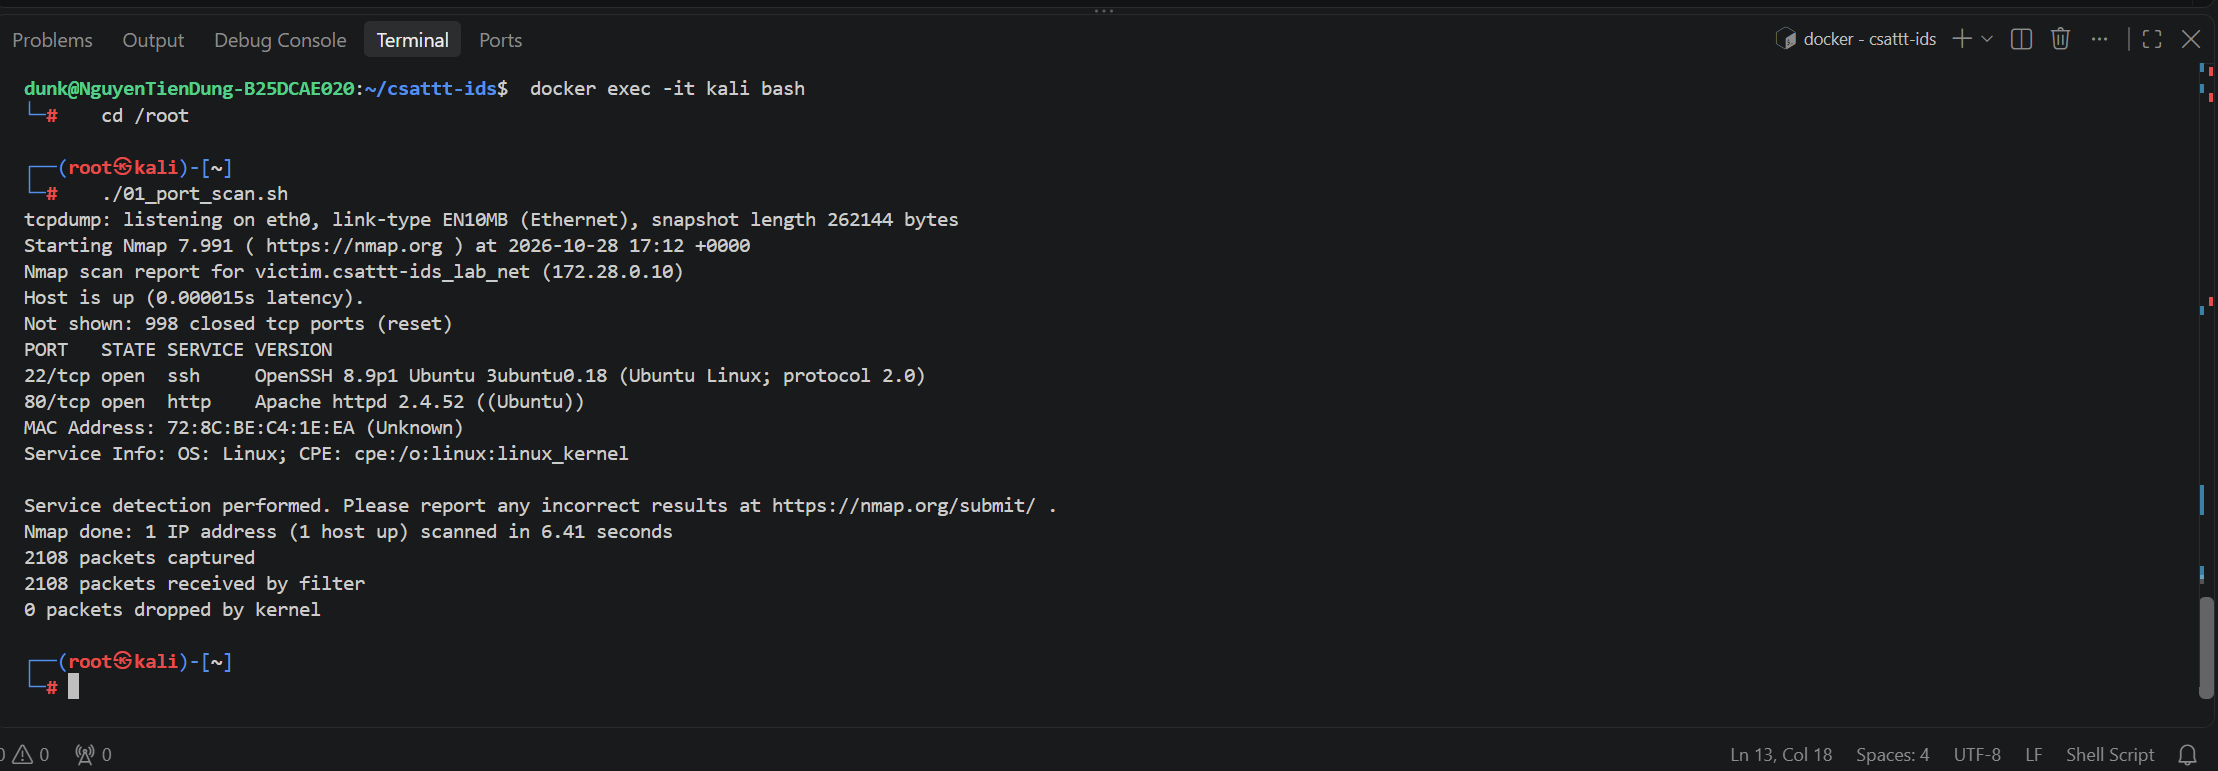 Problems Output Debug Console Terminal Ports docker - csattt-ids
dunk@NguyenTienDung-B25DCAE020:~/csattt-ids$  docker exec -it kali bash
└─#    cd /root
┌──(root㉿kali)-[~]
└─#    ./01_port_scan.sh
tcpdump: listening on eth0, link-type EN10MB (Ethernet), snapshot length 262144 bytes
Starting Nmap 7.991 ( https://nmap.org ) at 2026-10-28 17:12 +0000
Nmap scan report for victim.csattt-ids_lab_net (172.28.0.10)
Host is up (0.000015s latency).
Not shown: 998 closed tcp ports (reset)
PORT   STATE SERVICE VERSION
22/tcp open  ssh     OpenSSH 8.9p1 Ubuntu 3ubuntu0.18 (Ubuntu Linux; protocol 2.0)
80/tcp open  http    Apache httpd 2.4.52 ((Ubuntu))
MAC Address: 72:8C:BE:C4:1E:EA (Unknown)
Service Info: OS: Linux; CPE: cpe:/o:linux:linux_kernel
Service detection performed. Please report any incorrect results at https://nmap.org/submit/ .
Nmap done: 1 IP address (1 host up) scanned in 6.41 seconds
2108 packets captured
2108 packets received by filter
0 packets dropped by kernel
┌──(root㉿kali)-[~]
└─#
0 0 0 Ln 13, Col 18 Spaces: 4 UTF-8 LF Shell Script